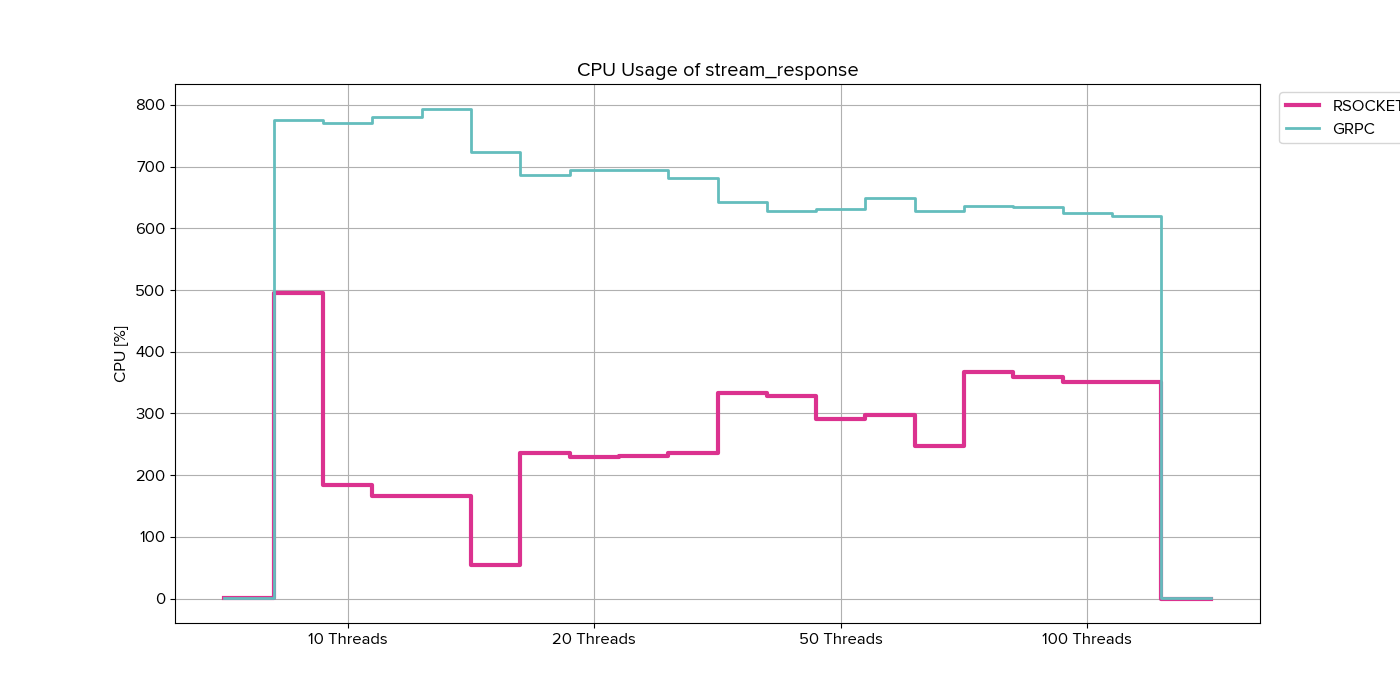 CPU Usage of stream_response
RSOCKET
GRPC
CPU [%]
800
700
600
500
400
300
200
100
0
10 Threads
20 Threads
50 Threads
100 Threads